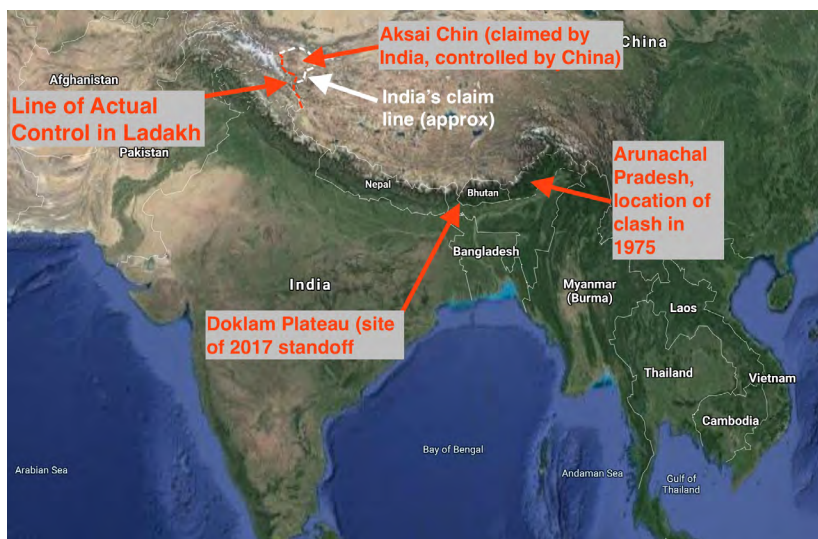 Aksai Chin (claimed by
India, controlled by China)
China
Afghanistan
Line of Actual
Control in Ladakh
India's claim
line (approx)
Pakistan
Arunachal
Pradesh,
location of
clash in
1975
Nepal
Bhutan
Bangladesh
India
Myanmar
(Burma)
Laos
Doklam Plateau (site
of 2017 standoff
Thailand
Vietnam
Cambodia
Bay of Bengal
Arabian Sea
Andaman Sea
Gulf of
Thailand